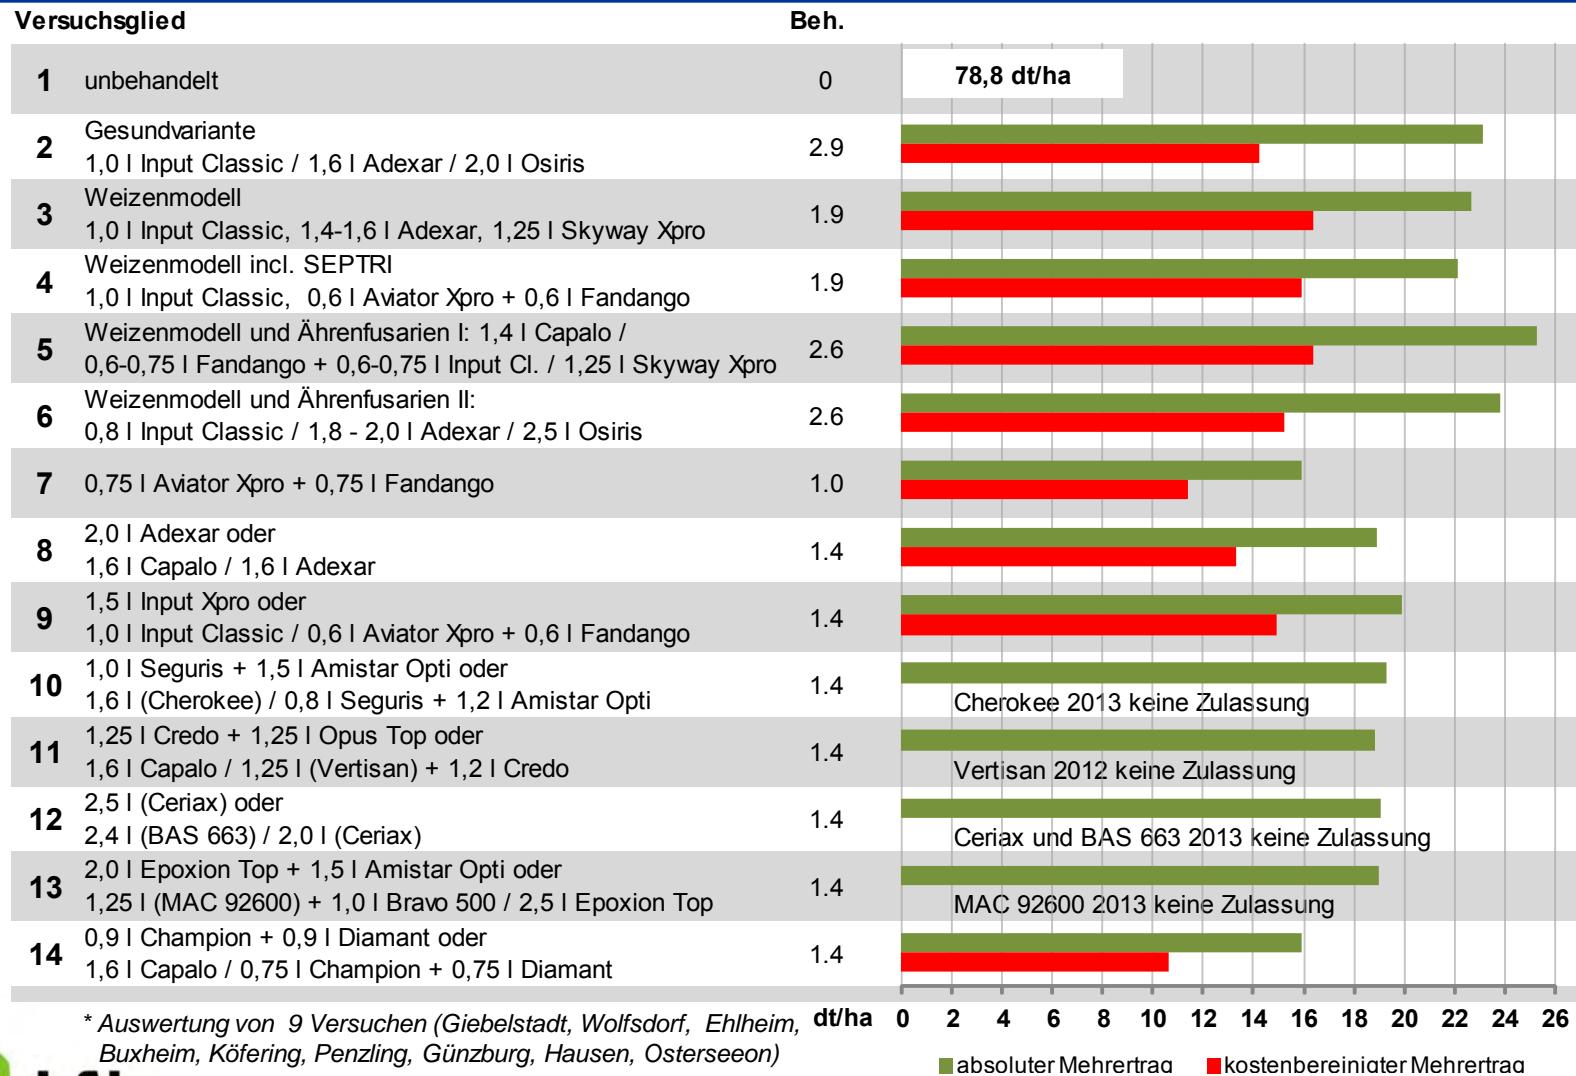 Versuchsglied Beh.
1 unbehandelt 0 78,8 dt/ha
Gesundvariante
2 1,0 l Input Classic / 1,6 l Adexar / 2,0 l Osiris 2.9
Weizenmodell
3 1,0 l Input Classic, 1,4-1,6 l Adexar, 1,25 l Skyway Xpro 1.9
Weizenmodell incl. SEPTRI
4 1,0 l Input Classic, 0,6 l Aviator Xpro + 0,6 l Fandango 1.9
Weizenmodell und Ährenfusarien I: 1,4 l Capalo /
5 0,6-0,75 l Fandango + 0,6-0,75 l Input Cl. / 1,25 l Skyway Xpro 2.6
Weizenmodell und Ährenfusarien II:
6 0,8 l Input Classic / 1,8 - 2,0 l Adexar / 2,5 l Osiris 2.6
7 0,75 l Aviator Xpro + 0,75 l Fandango 1.0
2,0 l Adexar oder
8 1,6 l Capalo / 1,6 l Adexar 1.4
1,5 l Input Xpro oder
9 1,0 l Input Classic / 0,6 l Aviator Xpro + 0,6 l Fandango 1.4
1,0 l Seguris + 1,5 l Amistar Opti oder
10 1,6 l (Cherokee) / 0,8 l Seguris + 1,2 l Amistar Opti 1.4 Cherokee 2013 keine Zulassung
1,25 l Credo + 1,25 l Opus Top oder
11 1,6 l Capalo / 1,25 l (Vertisan) + 1,2 l Credo 1.4 Vertisan 2012 keine Zulassung
2,5 l (Ceriax) oder
12 2,4 l (BAS 663) / 2,0 l (Ceriax) 1.4 Ceriax und BAS 663 2013 keine Zulassung
2,0 l Epoxion Top + 1,5 l Amistar Opti oder
13 1,25 l (MAC 92600) + 1,0 l Bravo 500 / 2,5 l Epoxion Top 1.4 MAC 92600 2013 keine Zulassung
0,9 l Champion + 0,9 l Diamant oder
14 1,6 l Capalo / 0,75 l Champion + 0,75 l Diamant 1.4
dt/ha 0 2 4 6 8 10 12 14 16 18 20 22 24 26
* Auswertung von 9 Versuchen (Giebelstadt, Wolfsdorf, Ehlheim,
Buxheim, Köfering, Penzling, Günzburg, Hausen, Osterseeon)
absoluter Mehrertrag kostenbereinigter Mehrertrag